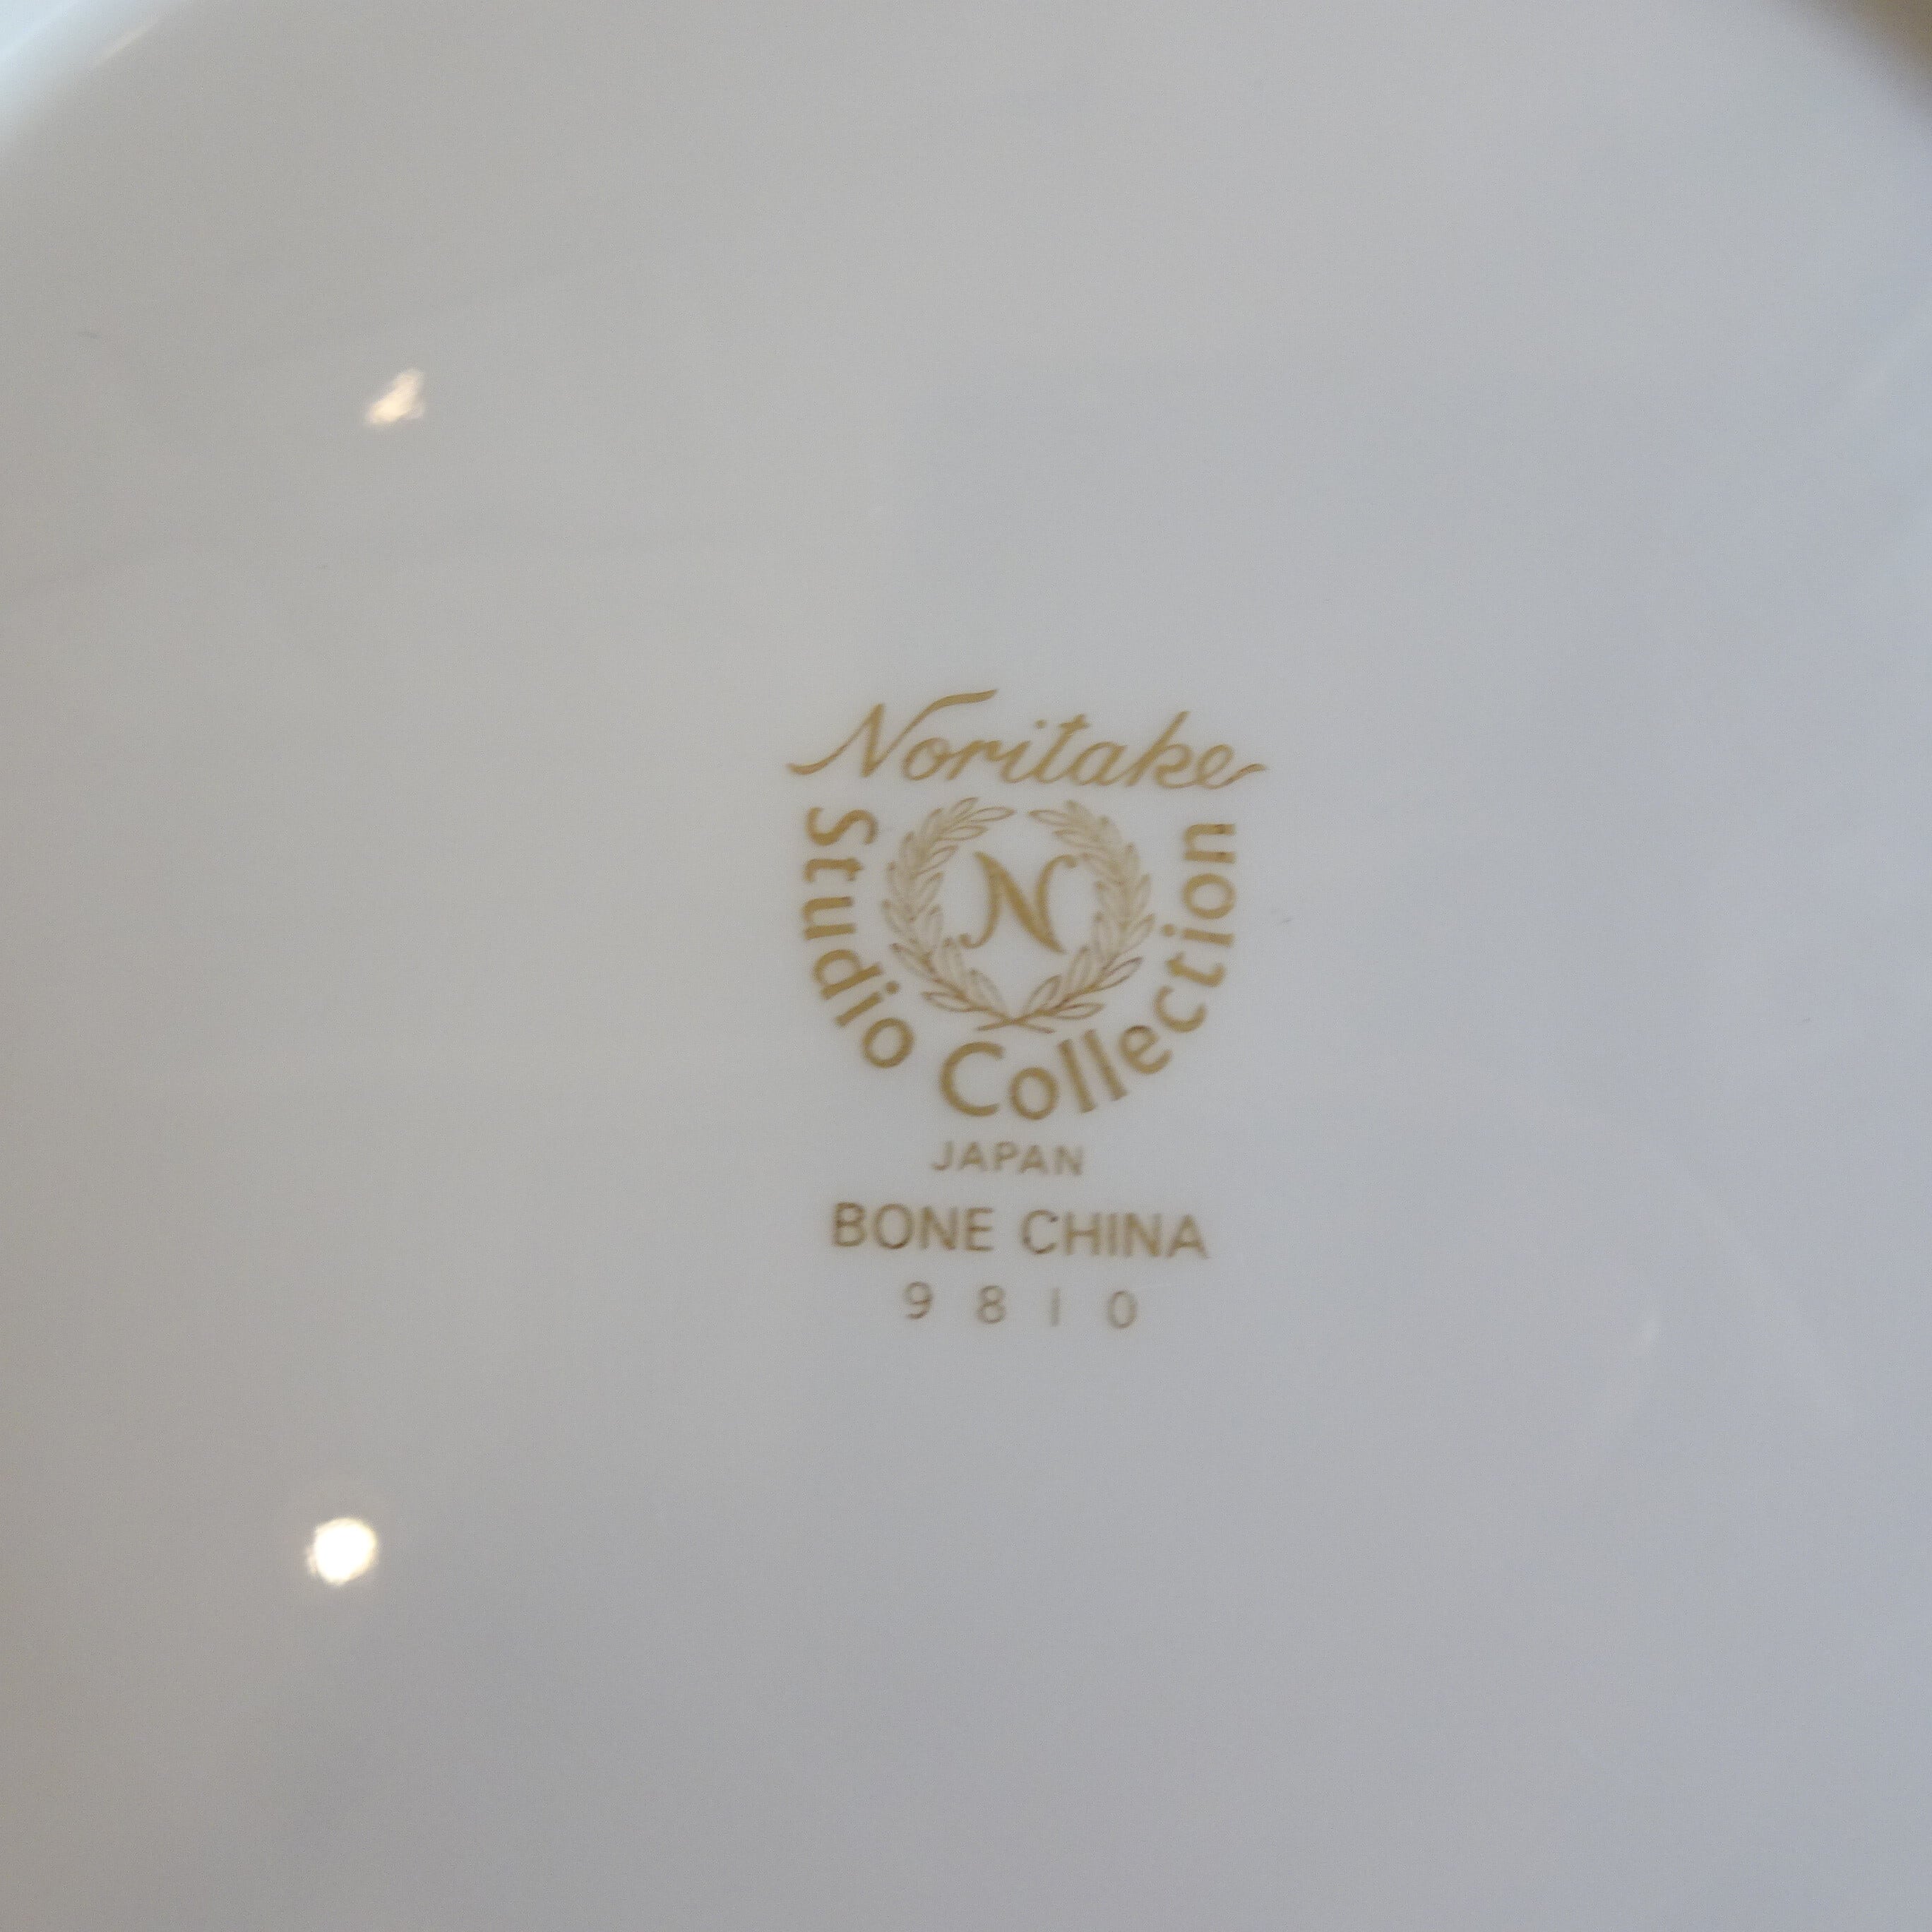 Noritake
Studio Collection
N
JAPAN
BONE CHINA
9810